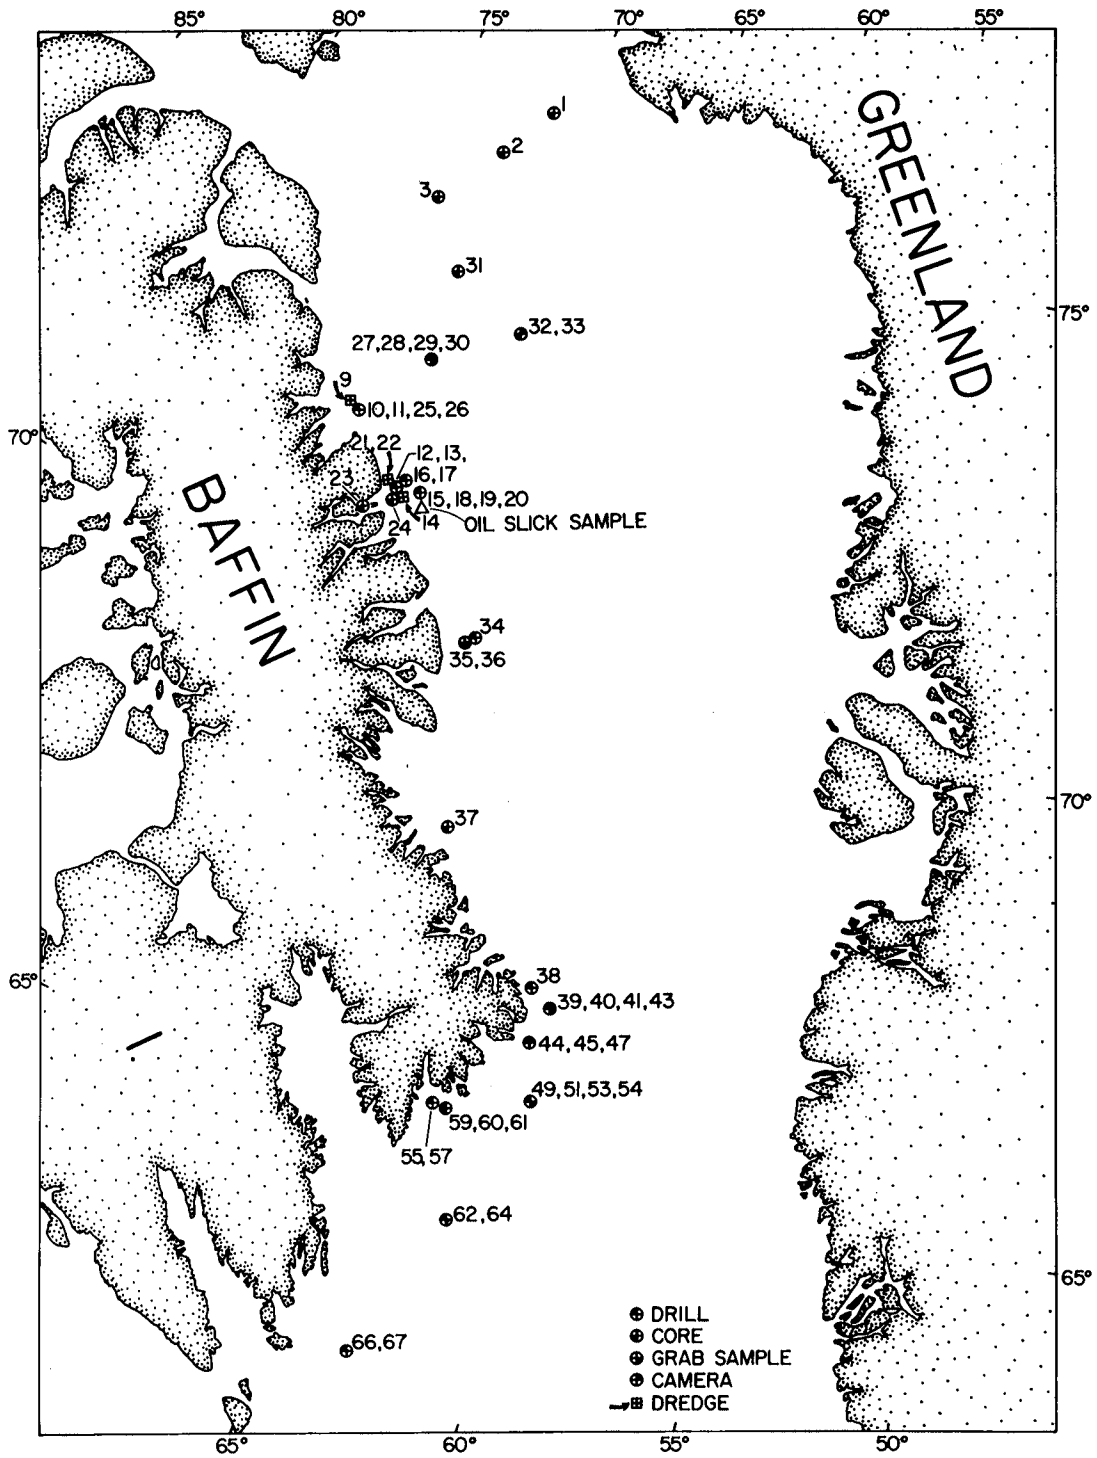 85° 80° 75° 70° 65° 60° 55°
1
2
3
31
32,33
27,28,29,30
9
10,11,25,26
21,22
12,13,
16,17
23
15,18,19,20
24
14
OIL SLICK SAMPLE
34
35,36
37
38
39,40,41,43
44,45,47
49,51,53,54
59,60,61
55,57
62,64
66,67
GREENLAND
BAFFIN
I.
75°
70°
70°
65°
65°
DRILL
CORE
GRAB SAMPLE
CAMERA
DREDGE
65° 60° 55° 50°